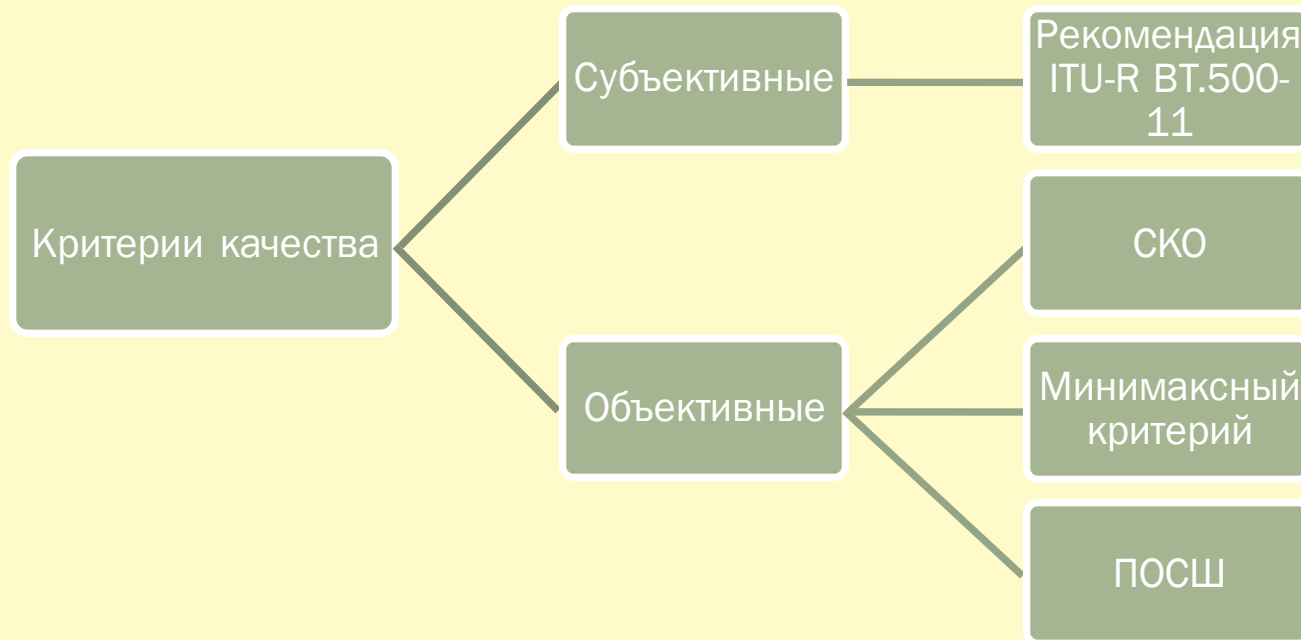 Критерии качества
Субъективные
Рекомендация
ITU-R BT.500-
11
Объективные
СКО
Минимаксный
критерий
ПОСШ